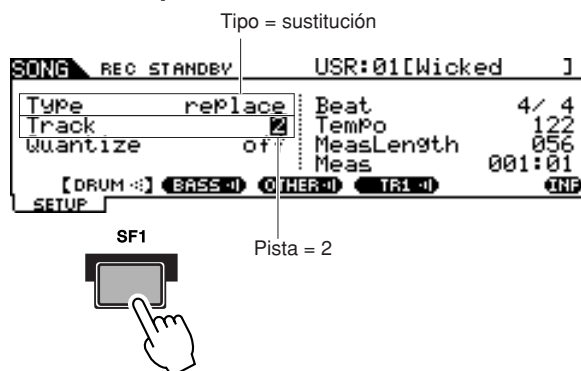 Tipo = sustitución
SONG REC STANDBY USR:01[Wicked ]
Type replace Beat 4/ 4
Track 2 Tempo 122
Quantize off MeasLength 056
Meas 001:01
[DRUM] BASS OTHER TR1 INF
SETUP
SF1
Pista = 2